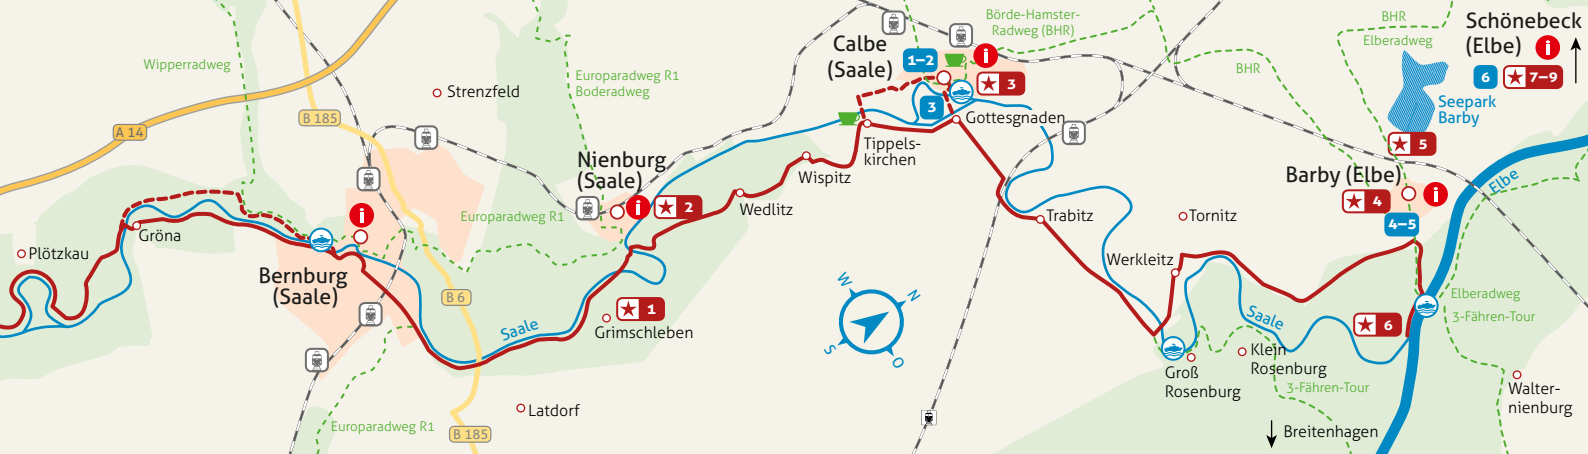 Wipperradweg
A 14
B 185
Strenzfeld
Plötzkau
Gröna
i
Bernburg
(Saale)
Europaradweg R1
Latdorf
B 185
B 6
Saale
Europaradweg R1
Europaradweg R1
Boderadweg
Nienburg
(Saale)
i
2
1
Grimschleben
Wedlitz
Wispitz
Tippels-
kirchen
Calbe
(Saale)
1–2
i
3
3
Gottesgnaden
Börde-Hamster-
Radweg (BHR)
N
O
S
W
Trabitz
Tornitz
Werkleitz
Groß
Rosenburg
Klein
Rosenburg
Saale
3-Fähren-Tour
Breitenhagen
BHR
BHR
Elberadweg
Seepark
Barby
5
Barby (Elbe)
i
4
4–5
6
Schönebeck
(Elbe)
i
6
7–9
Elbe
Elberadweg
3-Fähren-Tour
Walter-
nienburg